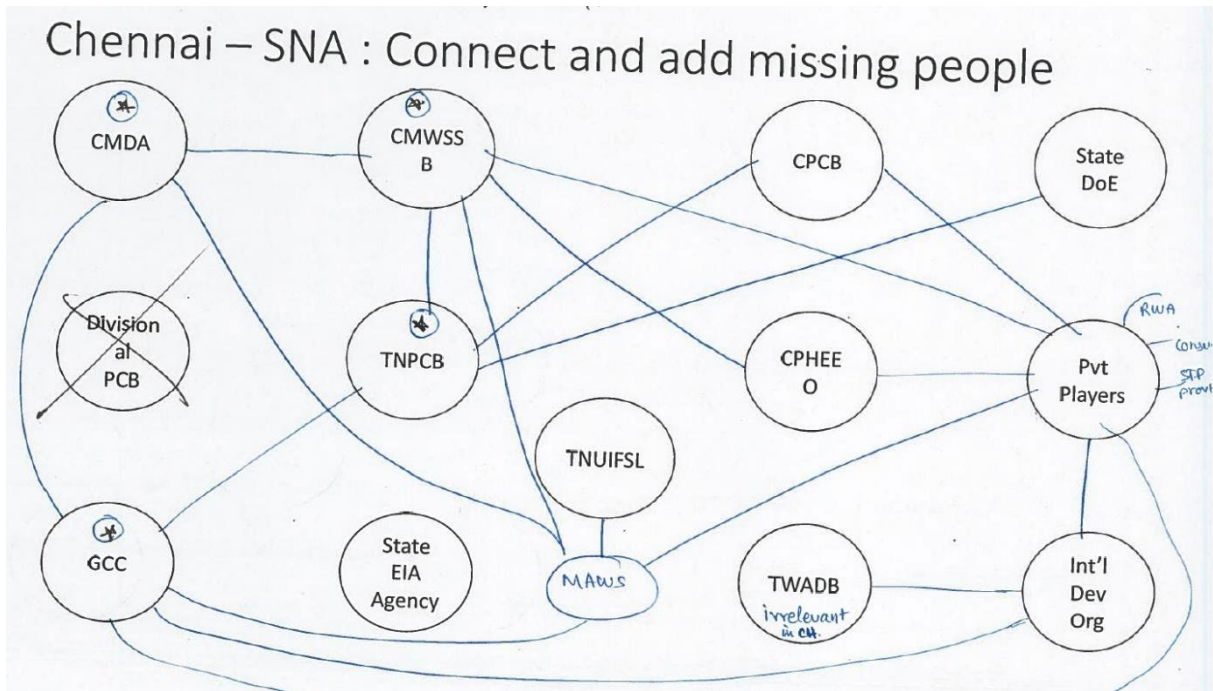 Chennai – SNA : Connect and add missing people
CMDA
CMWSS
B
CPCB
State
DoE
Division
al
PCB
TNPCB
CPHEE
O
Pvt
Players
RWA
STP
TNUIFSL
GCC
State
EIA
Agency
MAWS
TWADB
irrelevant
in CH.
Int'l
Dev
Org